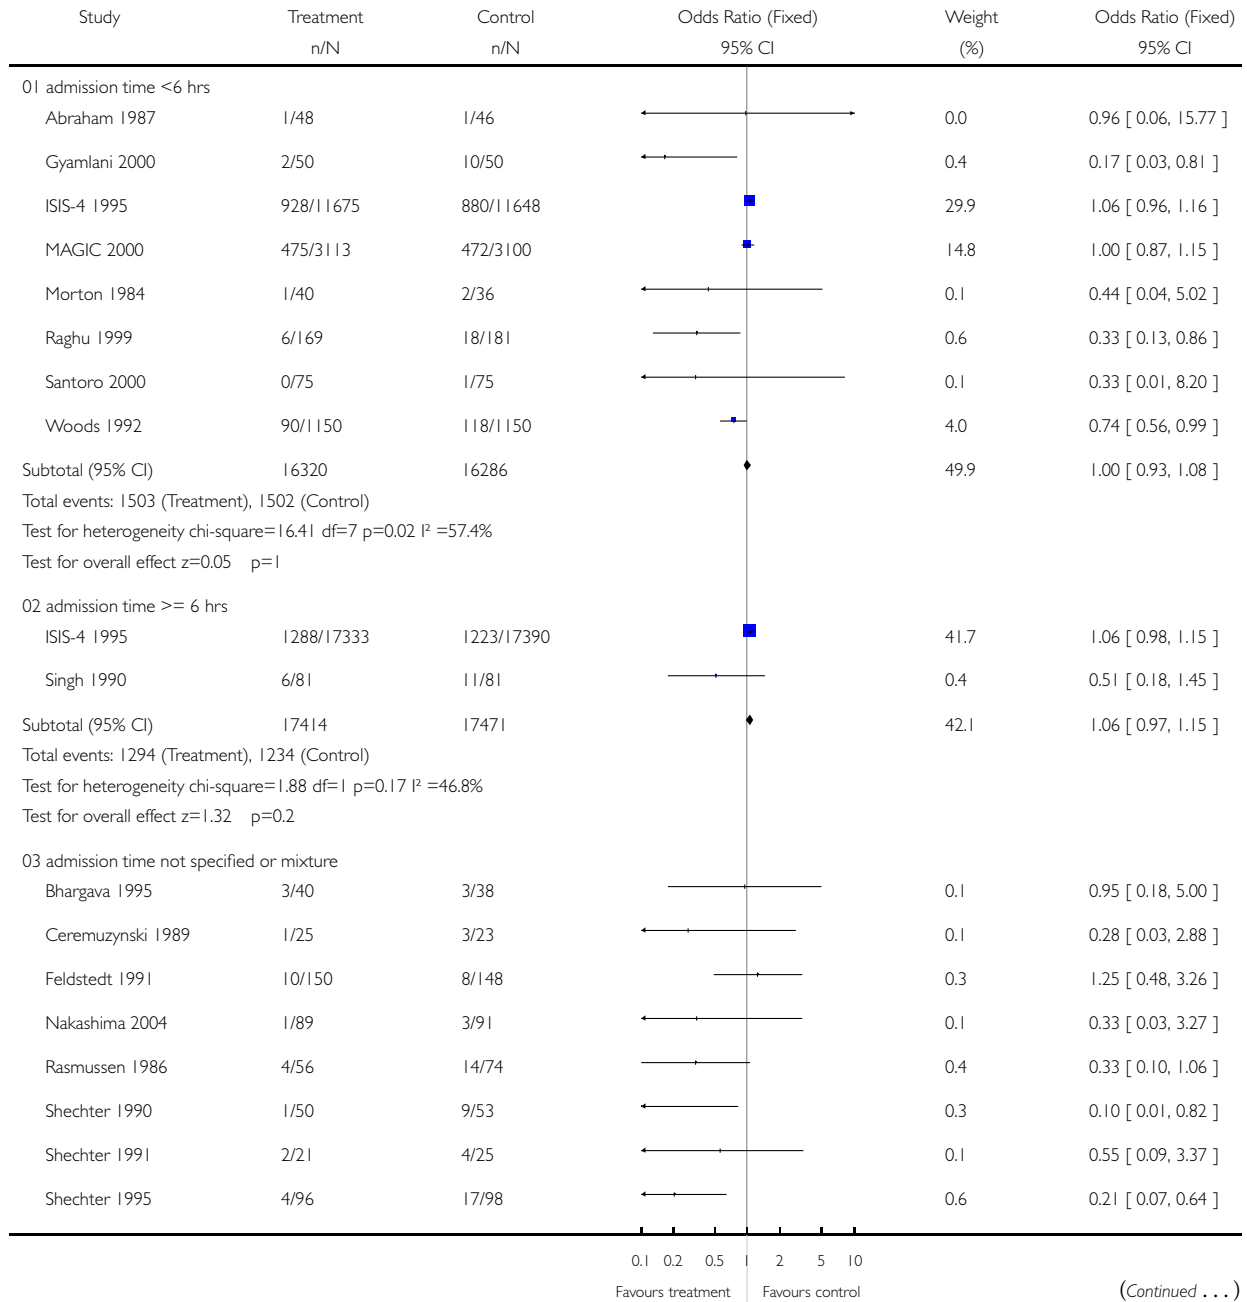 Study Treatment Control Odds Ratio (Fixed) Weight Odds Ratio (Fixed)
n/N n/N 95% CI (%) 95% CI
01 admission time <6 hrs
Abraham 1987 1/48 1/46 0.0 0.96 [ 0.06, 15.77 ]
Gyamlani 2000 2/50 10/50 0.4 0.17 [ 0.03, 0.81 ]
ISIS-4 1995 928/11675 880/11648 29.9 1.06 [ 0.96, 1.16 ]
MAGIC 2000 475/3113 472/3100 14.8 1.00 [ 0.87, 1.15 ]
Morton 1984 1/40 2/36 0.1 0.44 [ 0.04, 5.02 ]
Raghu 1999 6/169 18/181 0.6 0.33 [ 0.13, 0.86 ]
Santoro 2000 0/75 1/75 0.1 0.33 [ 0.01, 8.20 ]
Woods 1992 90/1150 118/1150 4.0 0.74 [ 0.56, 0.99 ]
Subtotal (95% CI) 16320 16286 49.9 1.00 [ 0.93, 1.08 ]
Total events: 1503 (Treatment), 1502 (Control)
Test for heterogeneity chi-square=16.41 df=7 p=0.02 I² =57.4%
Test for overall effect z=0.05 p=1
02 admission time >= 6 hrs
ISIS-4 1995 1288/17333 1223/17390 41.7 1.06 [ 0.98, 1.15 ]
Singh 1990 6/81 11/81 0.4 0.51 [ 0.18, 1.45 ]
Subtotal (95% CI) 17414 17471 42.1 1.06 [ 0.97, 1.15 ]
Total events: 1294 (Treatment), 1234 (Control)
Test for heterogeneity chi-square=1.88 df=1 p=0.17 I² =46.8%
Test for overall effect z=1.32 p=0.2
03 admission time not specified or mixture
Bhargava 1995 3/40 3/38 0.1 0.95 [ 0.18, 5.00 ]
Ceremuzynski 1989 1/25 3/23 0.1 0.28 [ 0.03, 2.88 ]
Feldstedt 1991 10/150 8/148 0.3 1.25 [ 0.48, 3.26 ]
Nakashima 2004 1/89 3/91 0.1 0.33 [ 0.03, 3.27 ]
Rasmussen 1986 4/56 14/74 0.4 0.33 [ 0.10, 1.06 ]
Shechter 1990 1/50 9/53 0.3 0.10 [ 0.01, 0.82 ]
Shechter 1991 2/21 4/25 0.1 0.55 [ 0.09, 3.37 ]
Shechter 1995 4/96 17/98 0.6 0.21 [ 0.07, 0.64 ]
0.1 0.2 0.5 1 2 5 10
Favours treatment Favours control (Continued . . . )